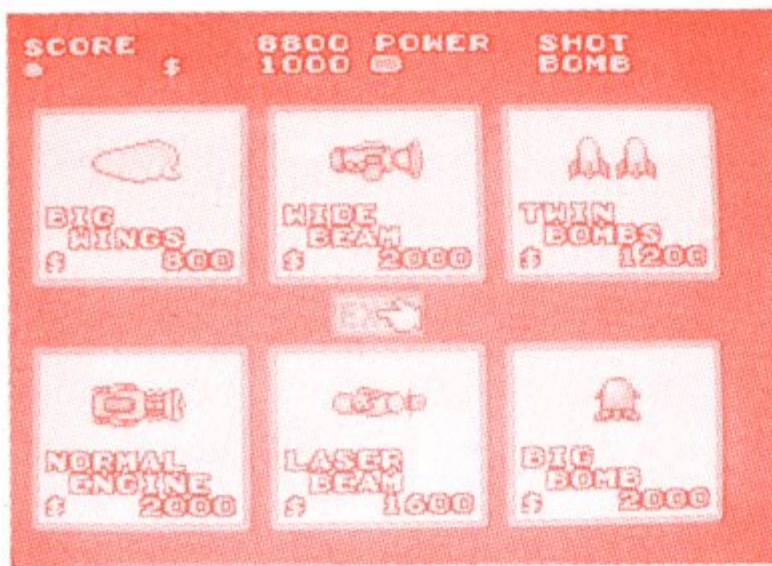 SCORE 8800 POWER SHOT
$ 1000 BOMB
BIG
WINGS
$ 800
WIDE
BEAM
$ 2000
TWIN
BOMBS
$ 1200
NORMAL
ENGINE
$ 2000
LASER
BEAM
$ 1600
BIG
BOMB
$ 2000